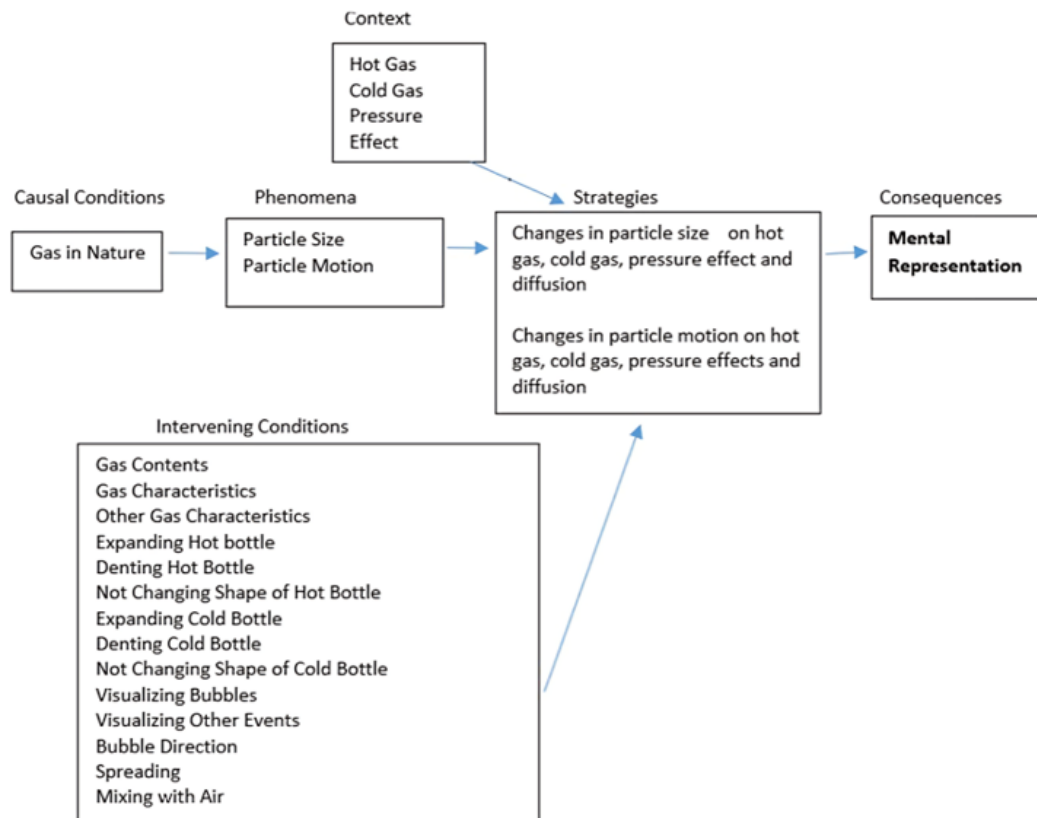 Context
Hot Gas
Cold Gas
Pressure
Effect
Causal Conditions
Gas in Nature
Phenomena
Particle Size
Particle Motion
Strategies
Changes in particle size on hot
gas, cold gas, pressure effect and
diffusion
Changes in particle motion on hot
gas, cold gas, pressure effects and
diffusion
Consequences
Mental
Representation
Intervening Conditions
Gas Contents
Gas Characteristics
Other Gas Characteristics
Expanding Hot bottle
Denting Hot Bottle
Not Changing Shape of Hot Bottle
Expanding Cold Bottle
Denting Cold Bottle
Not Changing Shape of Cold Bottle
Visualizing Bubbles
Visualizing Other Events
Bubble Direction
Spreading
Mixing with Air